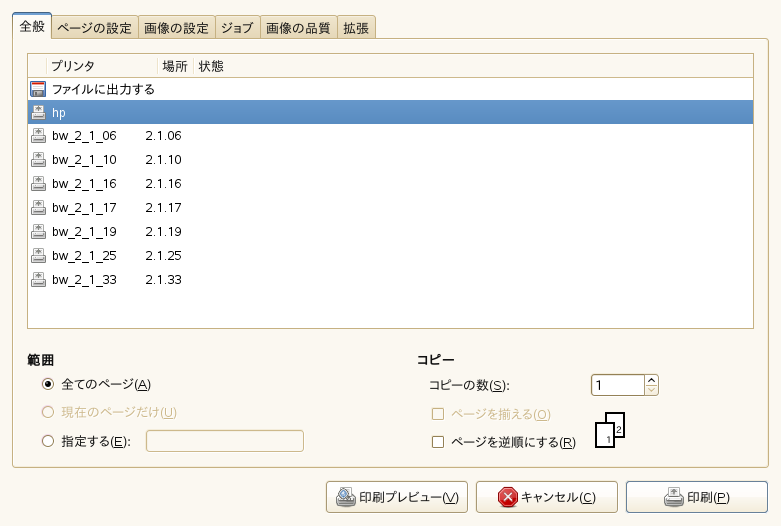 全般 ページの設定 画像の設定 ジョブ 画像の品質 拡張
プリンタ 場所 状態
ファイルに出力する
hp
bw_2_1_06 2.1.06
bw_2_1_10 2.1.10
bw_2_1_16 2.1.16
bw_2_1_17 2.1.17
bw_2_1_19 2.1.19
bw_2_1_25 2.1.25
bw_2_1_33 2.1.33
範囲
全てのページ(A)
現在のページだけ(U)
指定する(E):
コピー
コピーの数(S): 1
ページを揃える(O)
ページを逆順にする(R)
1 2
印刷プレビュー(V) キャンセル(C) 印刷(P)